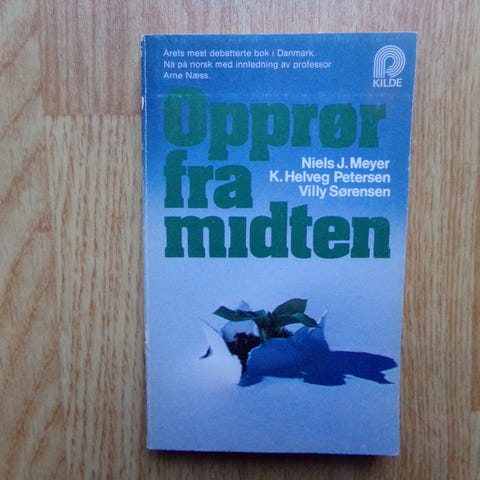 Årets mest debatterte bok i Danmark.
Nå på norsk med innledning av professor
Arne Næss.
KILDE
Opprør
fra
midten
Niels J. Meyer
K. Helveg Petersen
Villy Sørensen